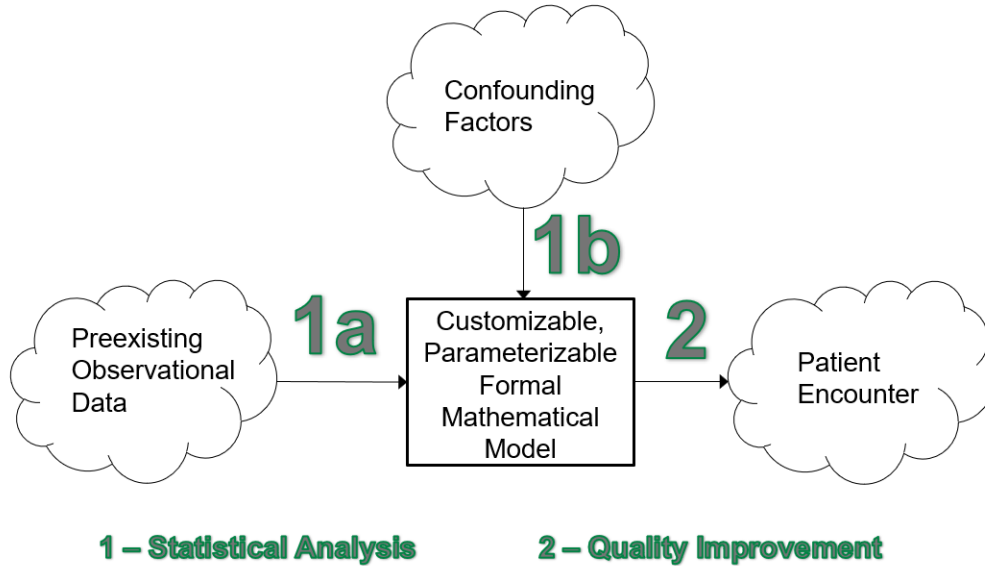 Confounding
Factors
1b
Preexisting
Observational
Data
1a
Customizable,
Parameterizable
Formal
Mathematical
Model
2
Patient
Encounter
1 – Statistical Analysis
2 – Quality Improvement